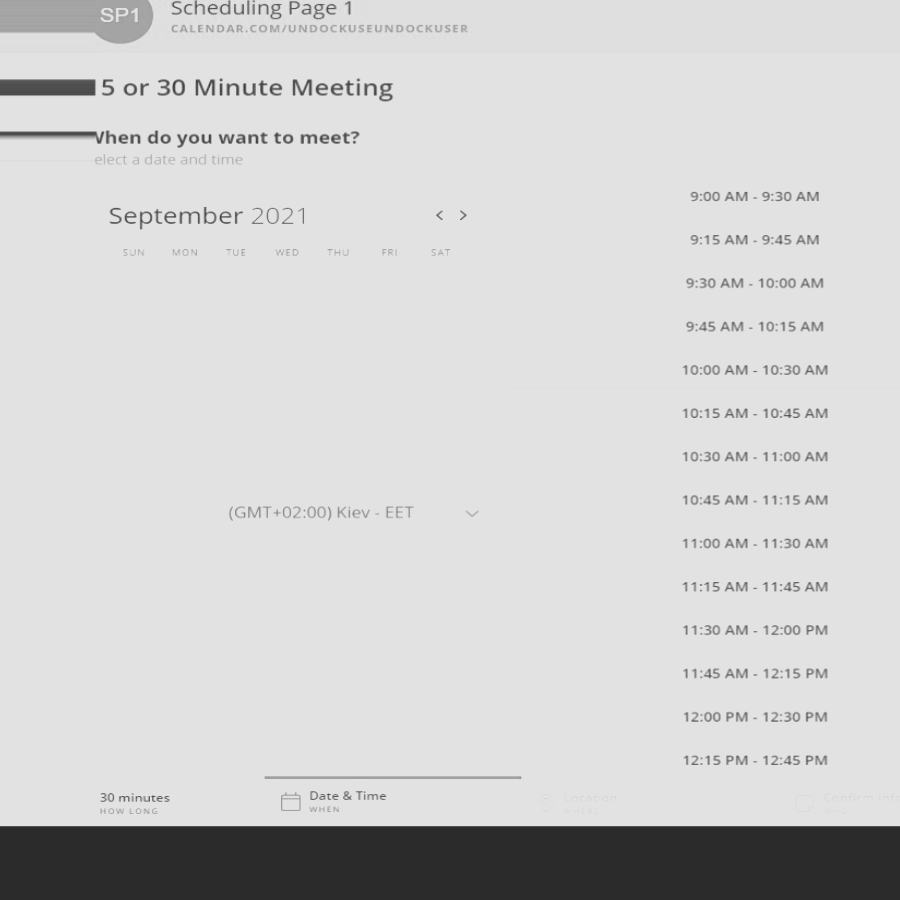 SP1
Scheduling Page 1
CALENDAR.COM/UNDOCKUSEUNDOCKUSER
5 or 30 Minute Meeting
When do you want to meet?
elect a date and time
September 2021
< >
SUN MON TUE WED THU FRI SAT
(GMT+02:00) Kiev - EET
9:00 AM - 9:30 AM
9:15 AM - 9:45 AM
9:30 AM - 10:00 AM
9:45 AM - 10:15 AM
10:00 AM - 10:30 AM
10:15 AM - 10:45 AM
10:30 AM - 11:00 AM
10:45 AM - 11:15 AM
11:00 AM - 11:30 AM
11:15 AM - 11:45 AM
11:30 AM - 12:00 PM
11:45 AM - 12:15 PM
12:00 PM - 12:30 PM
12:15 PM - 12:45 PM
30 minutes
HOW LONG
Date & Time
WHEN
Location
WHERE
Confirm Info